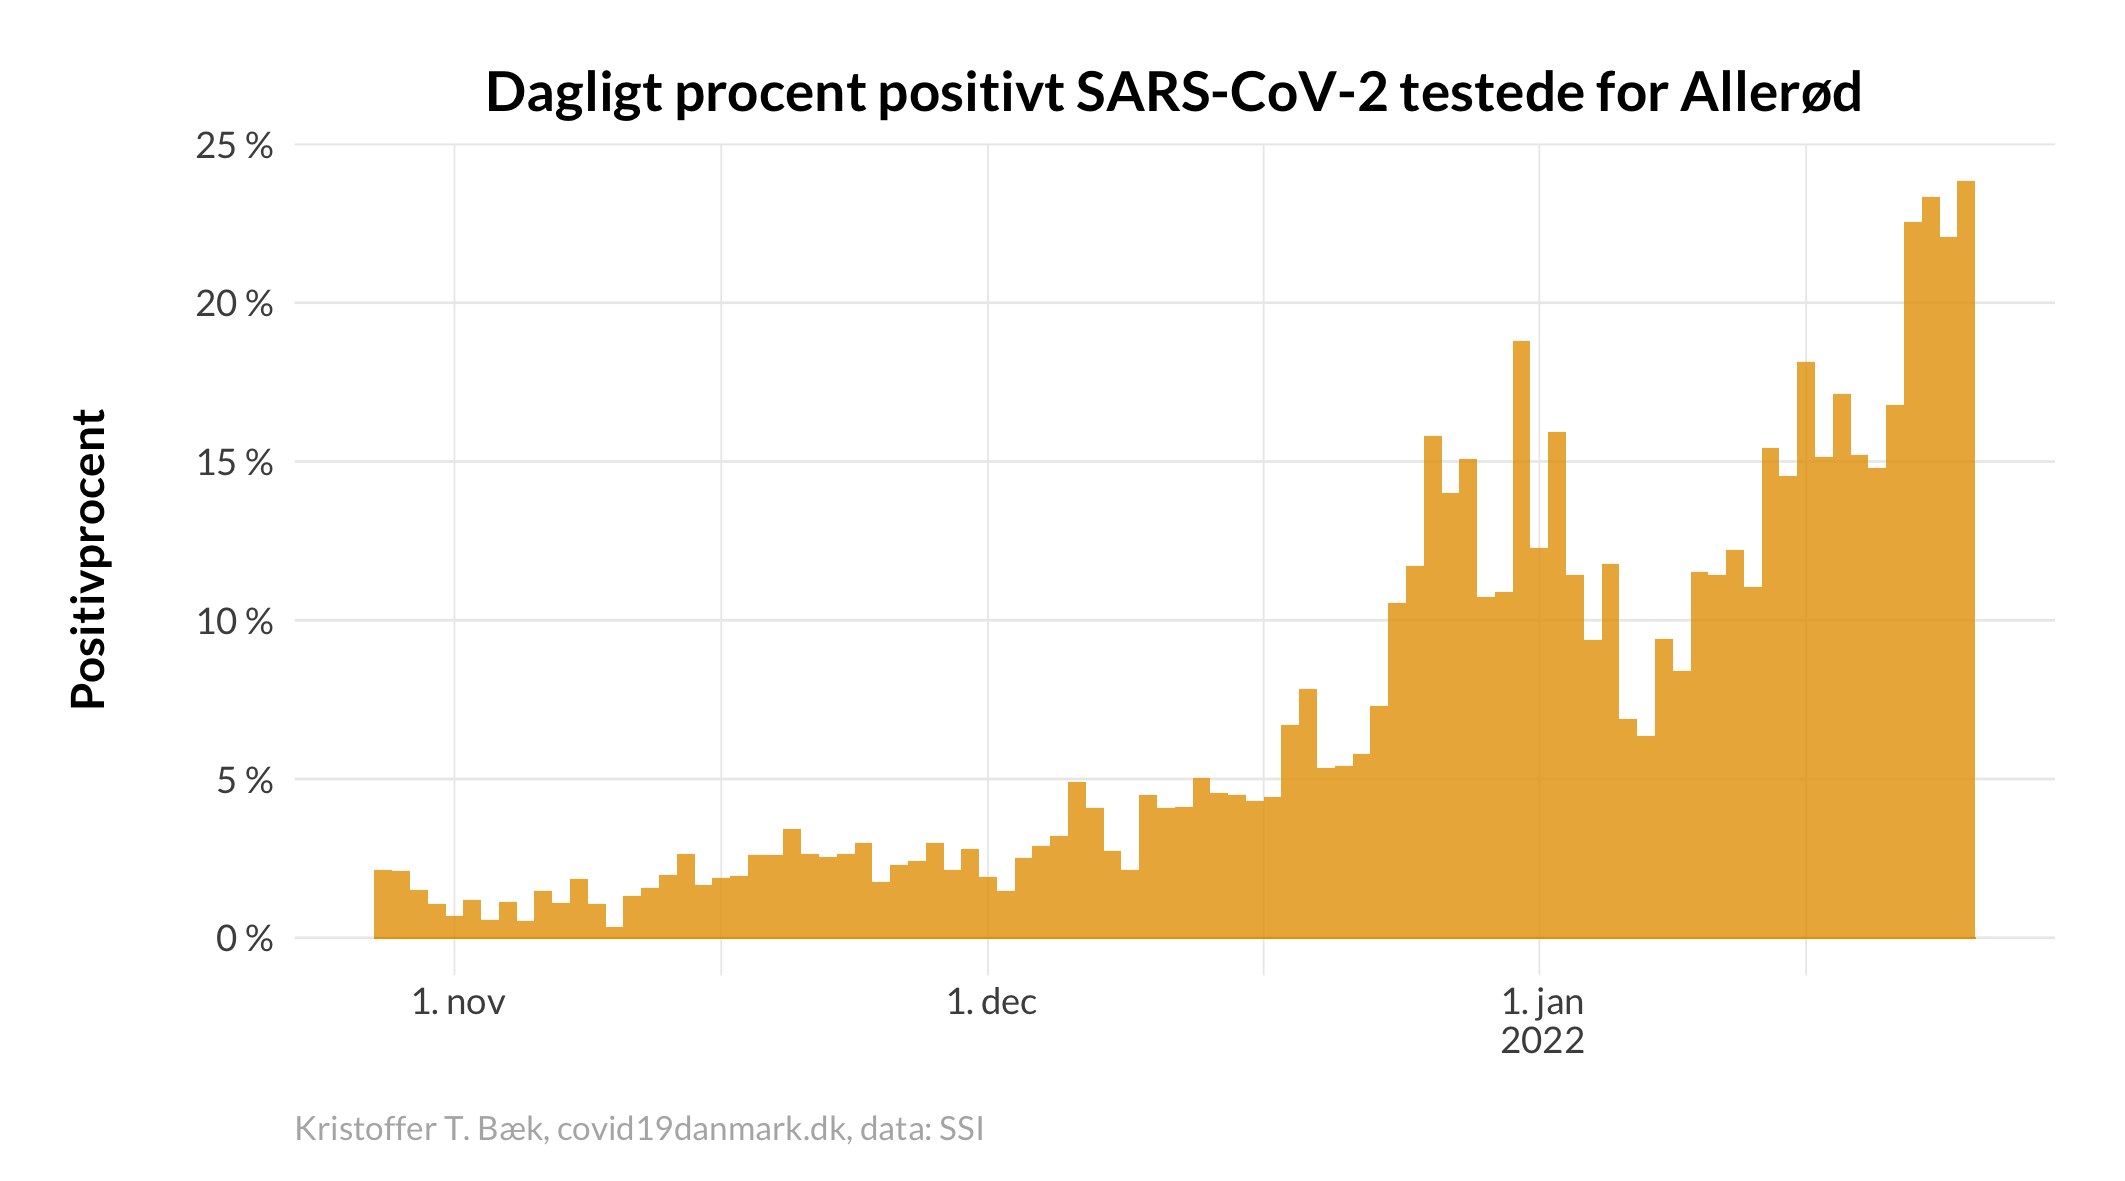 Dagligt procent positivt SARS-CoV-2 testede for Allerød
25 %
20 %
15 %
10 %
5 %
0 %
Positivprocent
1. nov
1. dec
1. jan
2022
Kristoffer T. Bæk, covid19danmark.dk, data: SSI